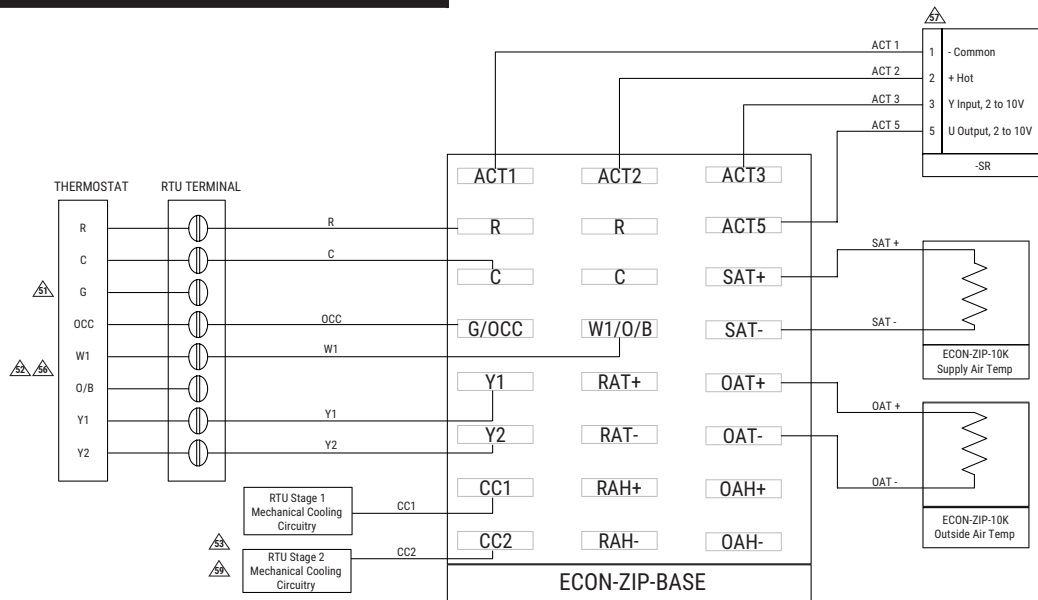 57
ACT 1
1 - Common
ACT 2
2 + Hot
ACT 3
3 Y Input, 2 to 10V
ACT 5
5 U Output, 2 to 10V
-SR
THERMOSTAT RTU TERMINAL
ACT1 ACT2 ACT3
R R R R ACT5
C C C C SAT+
SAT +
51 G
OCC OCC G/OCC W1/O/B SAT-
SAT -
ECON-ZIP-10K
Supply Air Temp
52 56 W1 W1
O/B
Y1 Y1 Y1 RAT+ OAT+
OAT +
Y2 Y2 Y2 RAT- OAT-
OAT -
ECON-ZIP-10K
Outside Air Temp
RTU Stage 1
Mechanical Cooling
Circuitry
CC1 CC1 RAH+ OAH+
53
59
RTU Stage 2
Mechanical Cooling
Circuitry
CC2 CC2 RAH- OAH-
ECON-ZIP-BASE